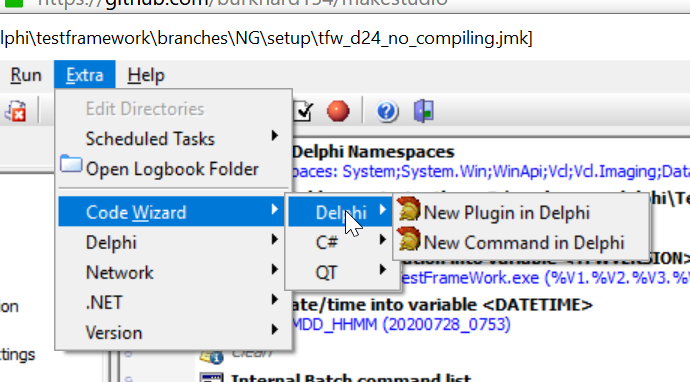 https://github.com/burkhard154/makestudio
lphi\testframework\branches\NG\setup\tfw_d24_no_compiling.jmk]
Run Extra Help
Edit Directories
Scheduled Tasks
Open Logbook Folder
Code Wizard
Delphi
Network
.NET
Version
Delphi
C#
QT
New Plugin in Delphi
New Command in Delphi
Delphi Namespaces
paces: System;System.Win;WinApi;Vcl;Vcl.Imaging;Data
estFrameWork.exe (%V1.%V2.%V3.%
ate/time into variable <DATETIME>
MDD_HHMM (20200728_0753)
Clean
Internal Batch command list
ion
ttings